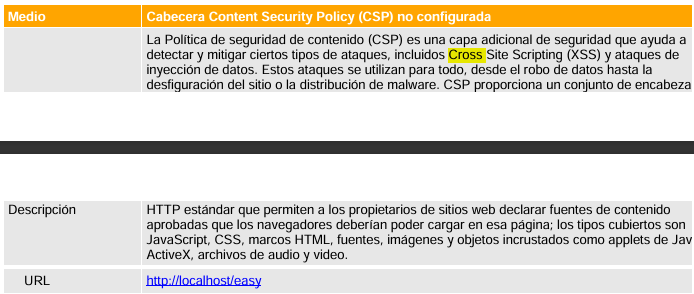 Medio
Cabecera Content Security Policy (CSP) no configurada
La Política de seguridad de contenido (CSP) es una capa adicional de seguridad que ayuda a
detectar y mitigar ciertos tipos de ataques, incluidos Cross Site Scripting (XSS) y ataques de
inyección de datos. Estos ataques se utilizan para todo, desde el robo de datos hasta la
desfiguración del sitio o la distribución de malware. CSP proporciona un conjunto de encabeza
Descripción
HTTP estándar que permiten a los propietarios de sitios web declarar fuentes de contenido
aprobadas que los navegadores deberían poder cargar en esa página; los tipos cubiertos son
JavaScript, CSS, marcos HTML, fuentes, imágenes y objetos incrustados como applets de Jav
ActiveX, archivos de audio y video.
URL
http://localhost/easy